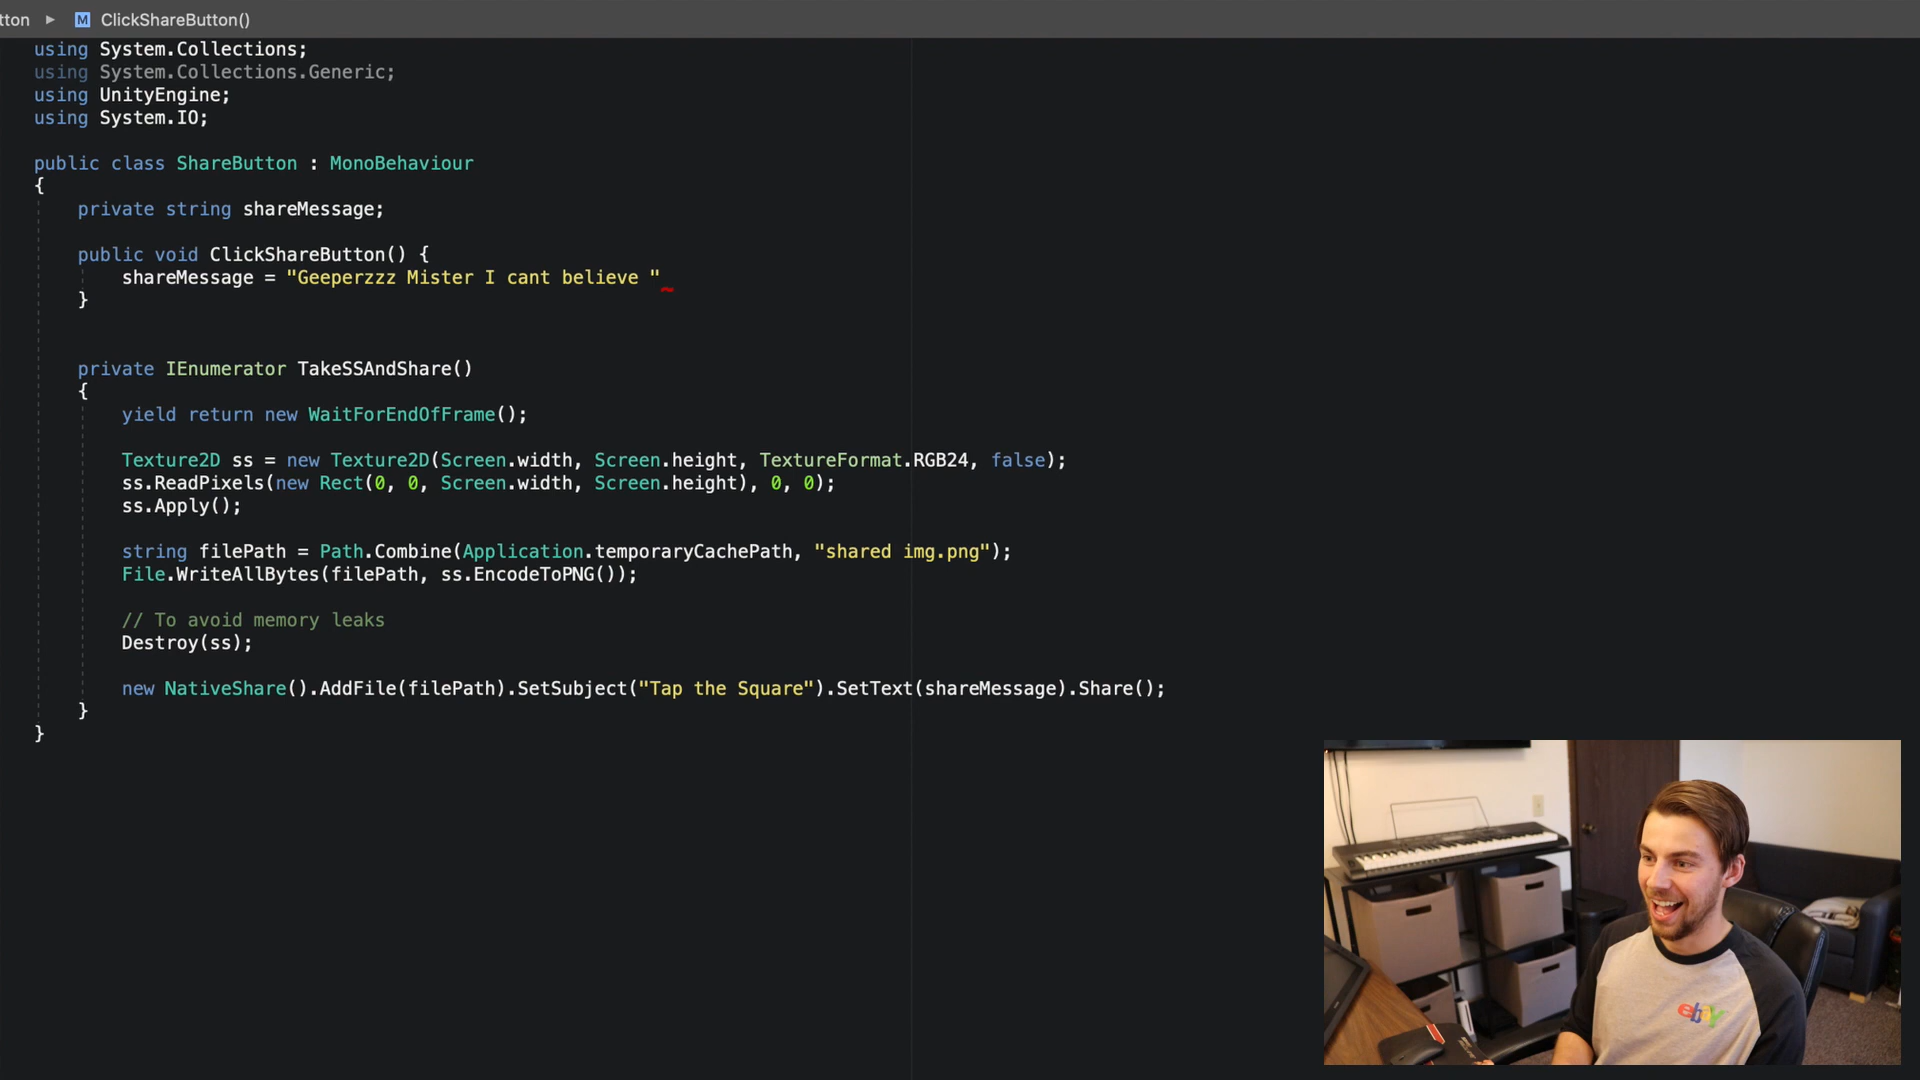 tton ▸ M ClickShareButton()
using System.Collections;
using System.Collections.Generic;
using UnityEngine;
using System.IO;
public class ShareButton : MonoBehaviour
{
private string shareMessage;
public void ClickShareButton() {
shareMessage = "Geeperzzz Mister I cant believe "
}
private IEnumerator TakeSSAndShare()
{
yield return new WaitForEndOfFrame();
Texture2D ss = new Texture2D(Screen.width, Screen.height, TextureFormat.RGB24, false);
ss.ReadPixels(new Rect(0, 0, Screen.width, Screen.height), 0, 0);
ss.Apply();
string filePath = Path.Combine(Application.temporaryCachePath, "shared img.png");
File.WriteAllBytes(filePath, ss.EncodeToPNG());
// To avoid memory leaks
Destroy(ss);
new NativeShare().AddFile(filePath).SetSubject("Tap the Square").SetText(shareMessage).Share();
}
}
ebay